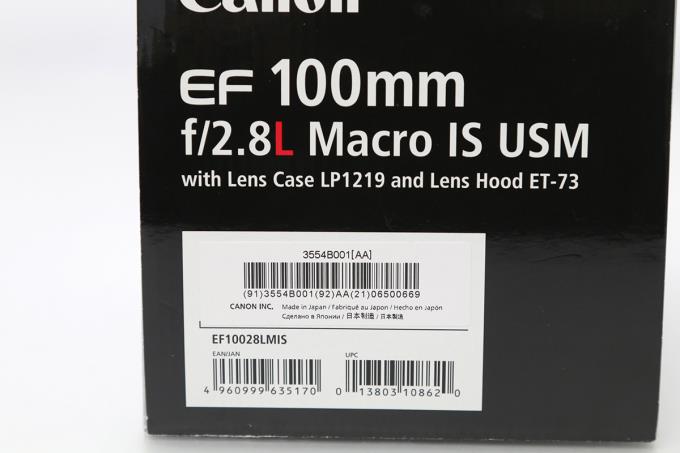 Canon
EF 100mm
f/2.8L Macro IS USM
with Lens Case LP1219 and Lens Hood ET-73
3554B001[AA]
(91)3554B001(92)AA(21)06500669
CANON INC. Made in Japan / Fabriqué au Japon / Hecho en Japón
Сделано в Японии / 日本制造 / 日本製造
EF10028LMIS
EAN/JAN UPC
4 960999 635170 0 13803 10862 0